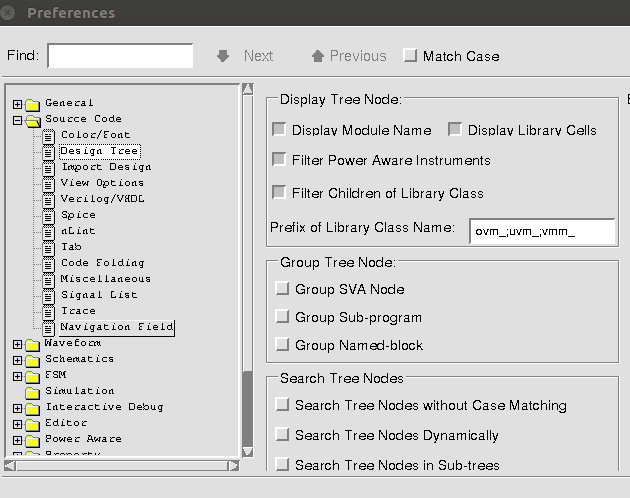 Preferences
Find:
Next
Previous
Match Case
General
Source Code
Color/Font
Design Tree
Import Design
View Options
Verilog/VHDL
Spice
nLint
Tab
Code Folding
Miscellaneous
Signal List
Trace
Navigation Field
Waveform
Schematics
FSM
Simulation
Interactive Debug
Editor
Power Aware
Property
Display Tree Node:
Display Module Name
Display Library Cells
Filter Power Aware Instruments
Filter Children of Library Class
Prefix of Library Class Name:
ovm_;uvm_;vmm_
Group Tree Node:
Group SVA Node
Group Sub-program
Group Named-block
Search Tree Nodes
Search Tree Nodes without Case Matching
Search Tree Nodes Dynamically
Search Tree Nodes in Sub-trees